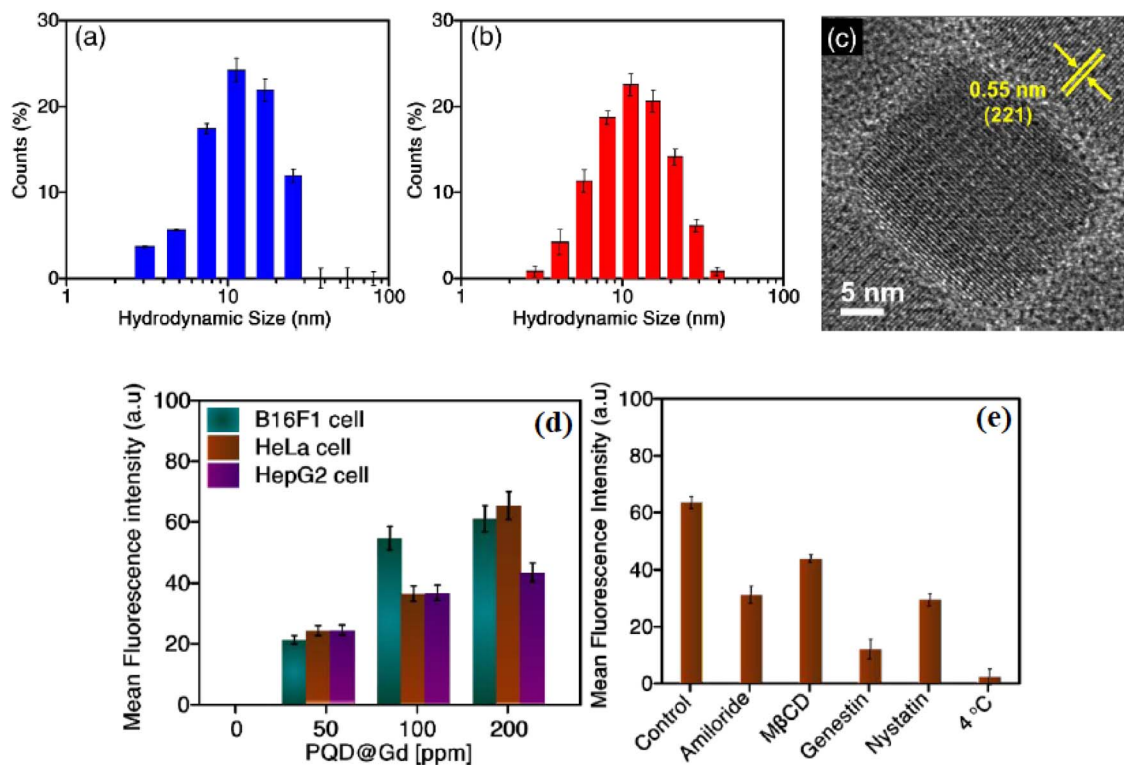 (a)
30
20
10
0
Counts (%)
1
10
100
Hydrodynamic Size (nm)
(b)
30
20
10
0
Counts (%)
1
10
100
Hydrodynamic Size (nm)
(c)
0.55 nm
(221)
5 nm
(d)
Mean Fluorescence intensity (a.u)
100
80
60
40
20
0
B16F1 cell
HeLa cell
HepG2 cell
0
50
100
200
PQD@Gd [ppm]
(e)
Mean Fluorescence Intensity (a.u)
100
80
60
40
20
0
Control
Amiloride
MβCD
Genestin
Nystatin
4 °C